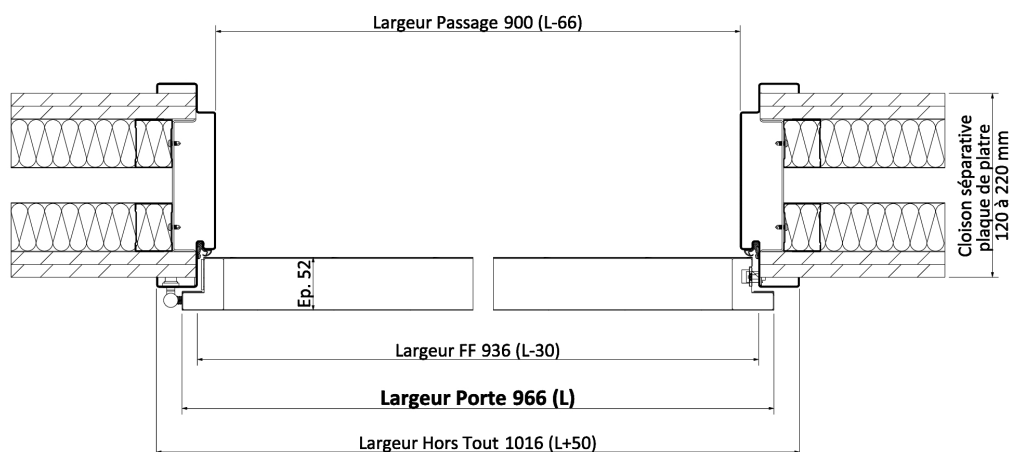 Largeur Passage 900 (L-66)
Cloison séparative
plaque de platre
120 à 220 mm
Ep. 52
Largeur FF 936 (L-30)
Largeur Porte 966 (L)
Largeur Hors Tout 1016 (L+50)